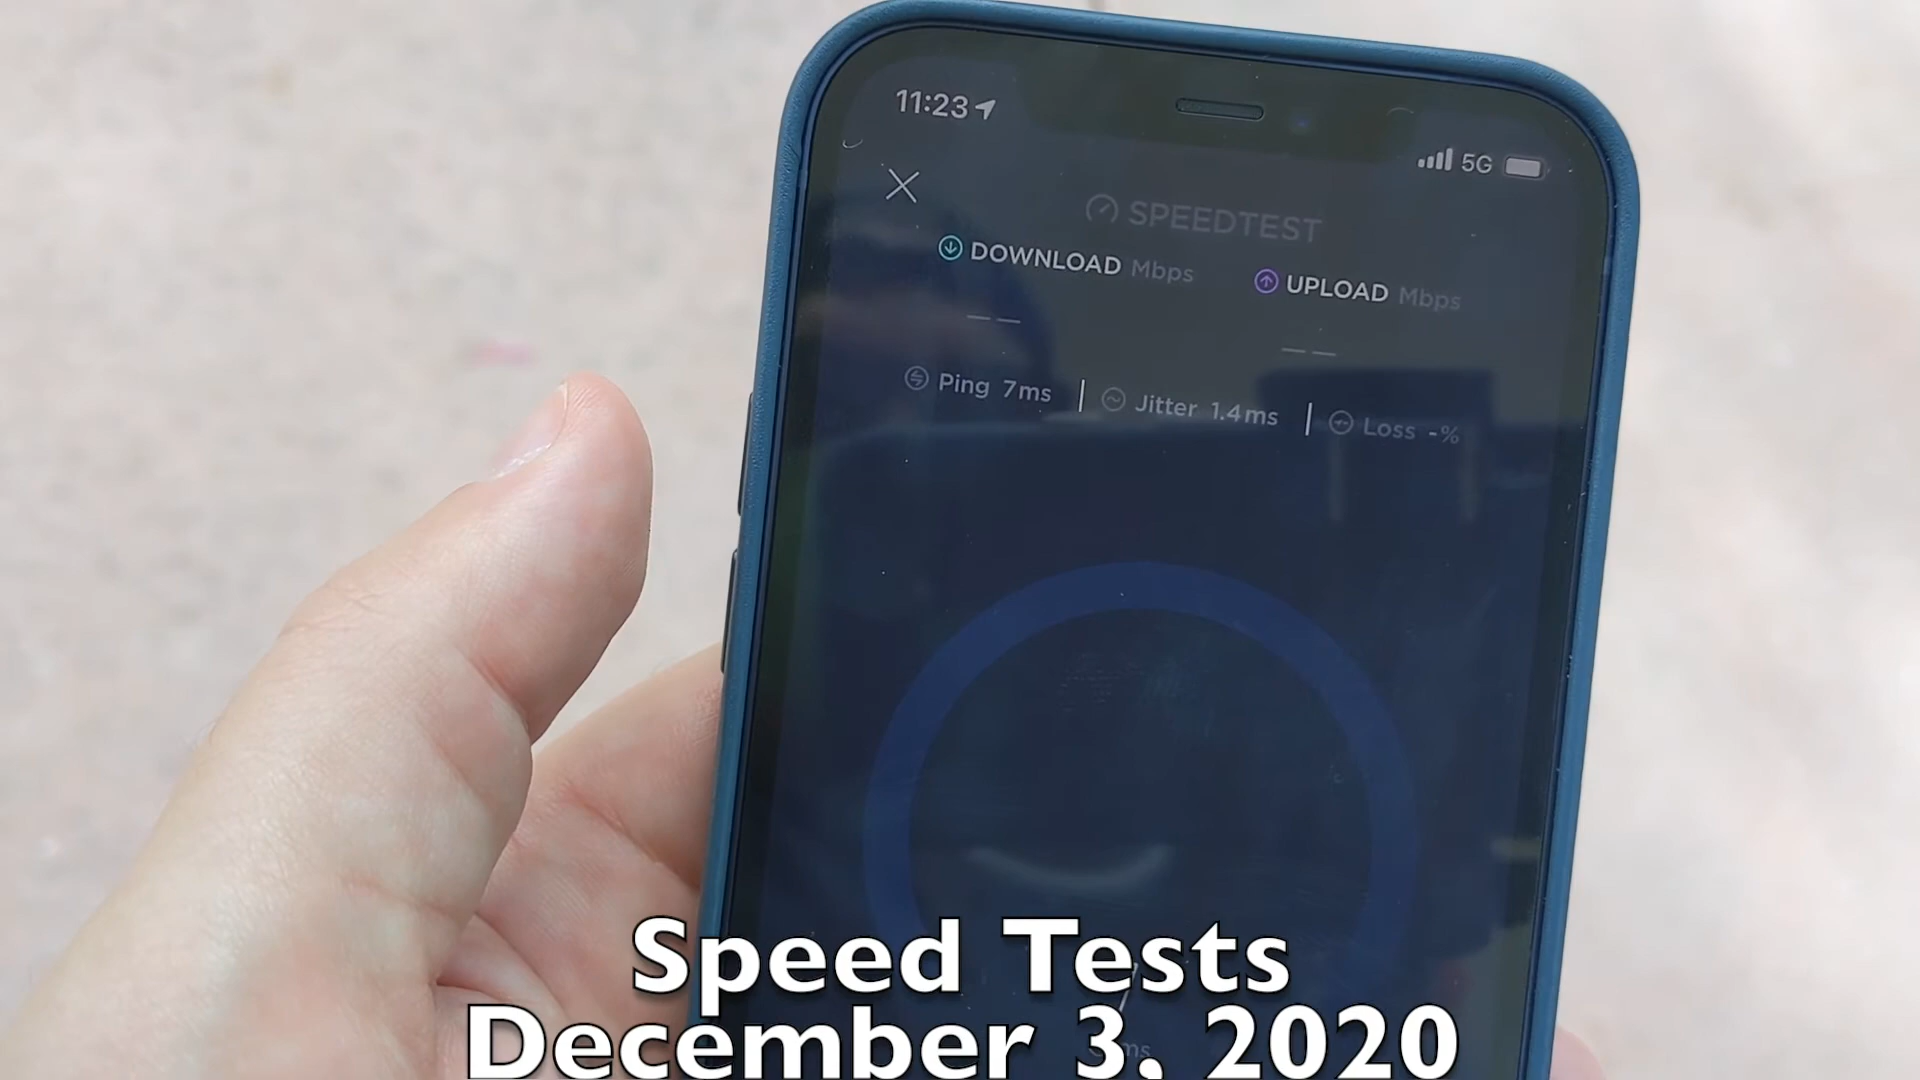 11:23
5G
SPEEDTEST
DOWNLOAD Mbps
UPLOAD Mbps
Ping 7ms
Jitter 1.4ms
Loss -%
Speed Tests
December 3, 2020
ms